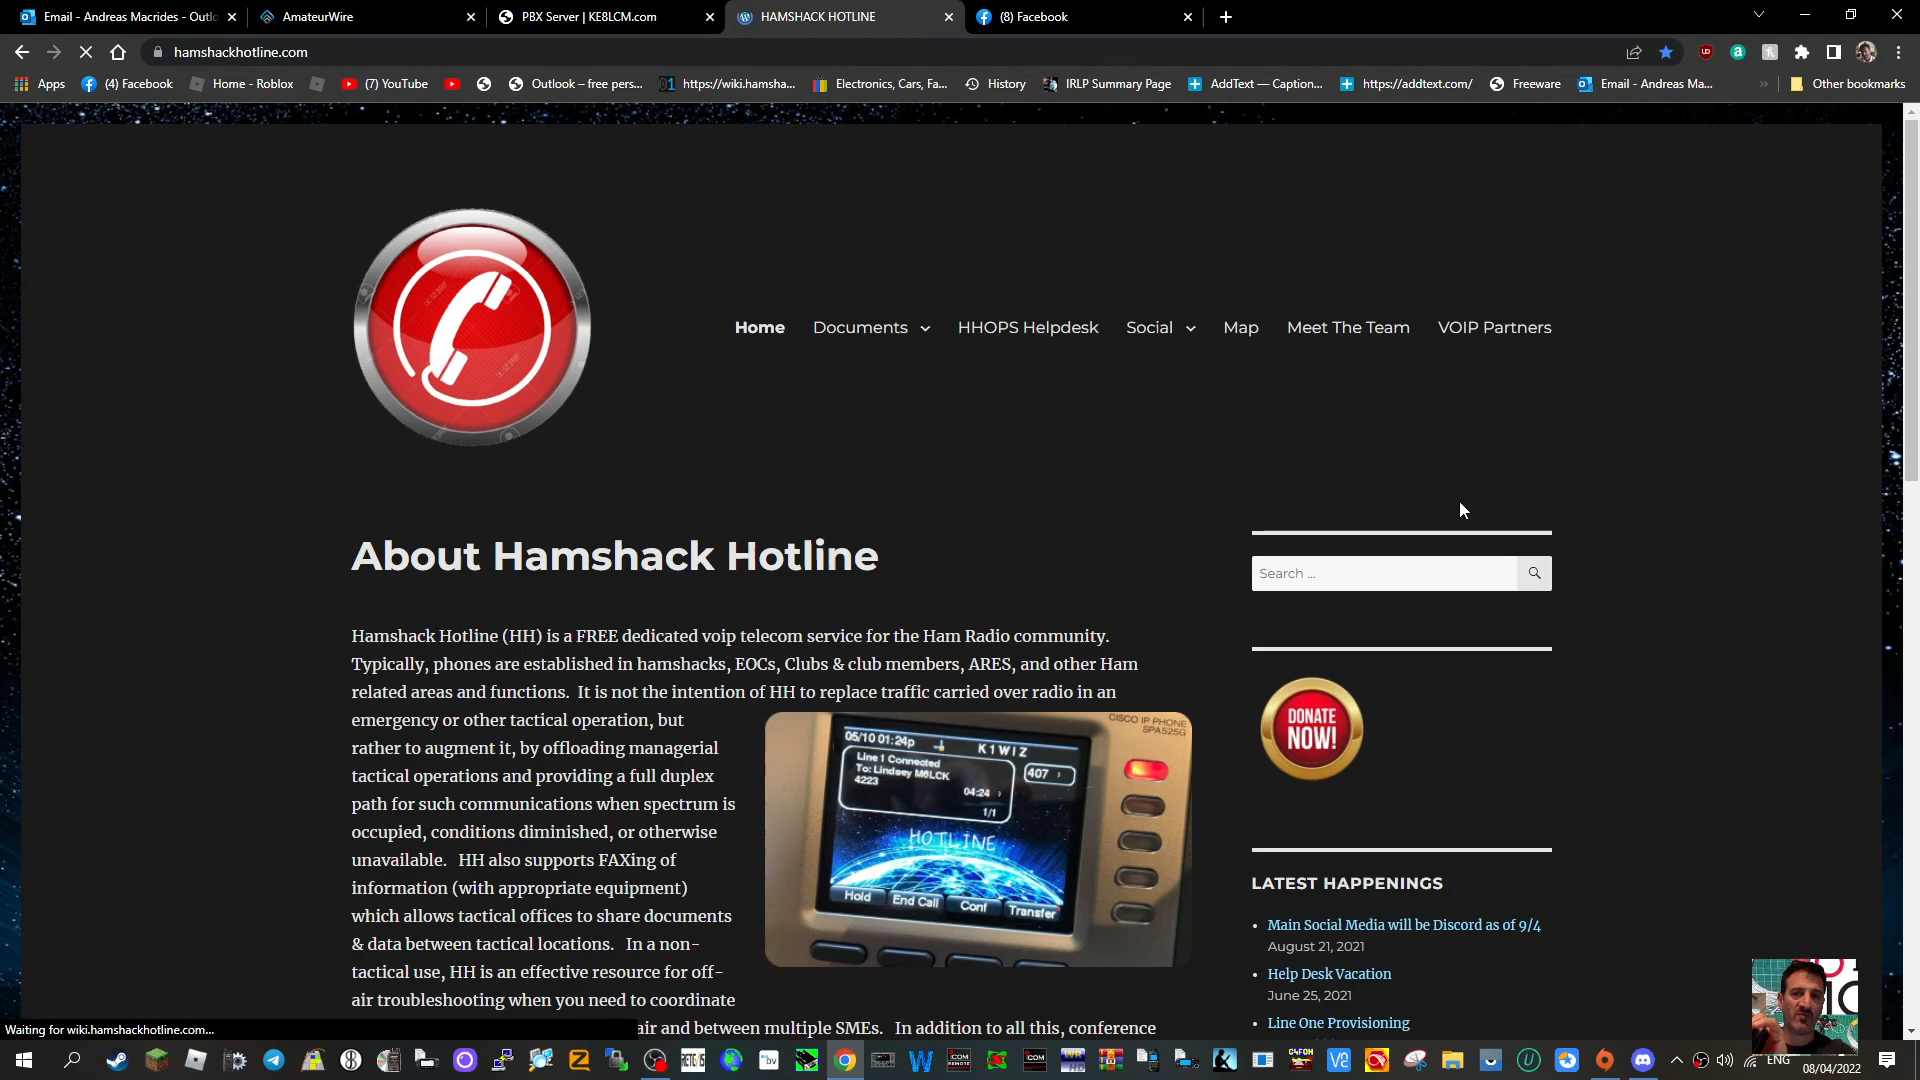 Email - Andreas Macrides - Outlo
AmateurWire
PBX Server | KE8LCM.com
HAMSHACK HOTLINE
(8) Facebook
hamshackhotline.com
Apps
(4) Facebook
Home - Roblox
(7) YouTube
Outlook – free pers...
https://wiki.hamsha...
Electronics, Cars, Fa...
History
IRLP Summary Page
AddText — Caption...
https://addtext.com/
Freeware
Email - Andreas Ma...
Other bookmarks
Home
Documents
HHOPS Helpdesk
Social
Map
Meet The Team
VOIP Partners
About Hamshack Hotline
Hamshack Hotline (HH) is a FREE dedicated voip telecom service for the Ham Radio community.
Typically, phones are established in hamshacks, EOCs, Clubs & club members, ARES, and other Ham
related areas and functions. It is not the intention of HH to replace traffic carried over radio in an
emergency or other tactical operation, but
rather to augment it, by offloading managerial
tactical operations and providing a full duplex
path for such communications when spectrum is
occupied, conditions diminished, or otherwise
unavailable. HH also supports FAXing of
information (with appropriate equipment)
which allows tactical offices to share documents
& data between tactical locations. In a non-
tactical use, HH is an effective resource for off-
air troubleshooting when you need to coordinate
air and between multiple SMEs. In addition to all this, conference
CISCO IP PHONE
SPA525G
05/10 01:24p
K1WIZ
Line 1 Connected
To: Lindsey M6LCK
4223
04:24
1/1
407
HOTLINE
Hold
End Call
Conf
Transfer
Search ...
DONATE
NOW!
LATEST HAPPENINGS
Main Social Media will be Discord as of 9/4
August 21, 2021
Help Desk Vacation
June 25, 2021
Line One Provisioning
Waiting for wiki.hamshackhotline.com...
ENG
08/04/2022